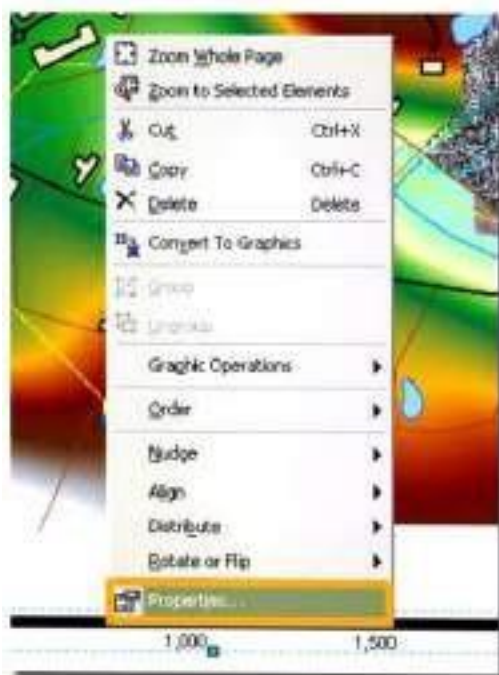 Zoom Whole Page
Zoom to Selected Elements
Cut Ctrl+X
Copy Ctrl+C
Delete Delete
Convert To Graphics
Group
Ungroup
Graphic Operations
Order
Nudge
Align
Distribute
Rotate or Flip
Properties...
1,000 1,500